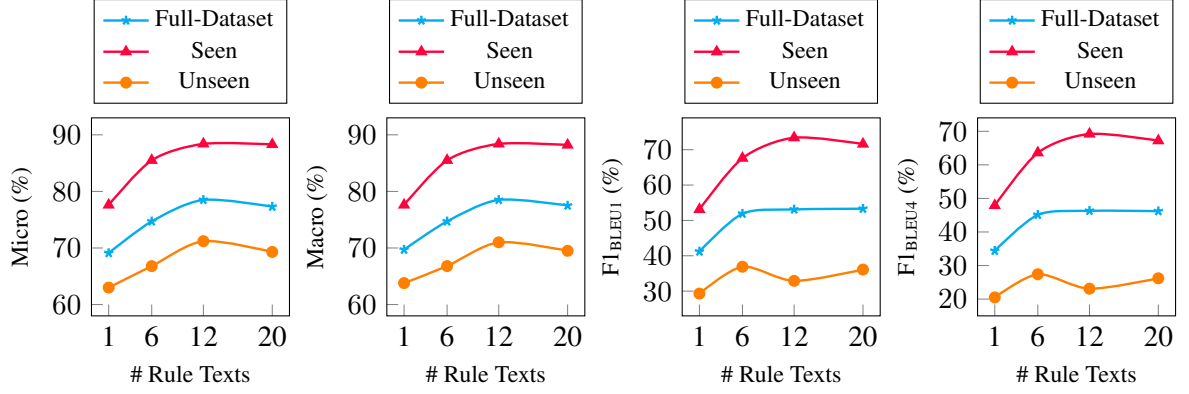 Full-Dataset
Seen
Unseen
Micro (%)
90
80
70
60
1 6 12 20
# Rule Texts
Full-Dataset
Seen
Unseen
Macro (%)
90
80
70
60
1 6 12 20
# Rule Texts
Full-Dataset
Seen
Unseen
F1BLEU1 (%)
70
60
50
40
30
1 6 12 20
# Rule Texts
Full-Dataset
Seen
Unseen
F1BLEU4 (%)
70
60
50
40
30
20
1 6 12 20
# Rule Texts